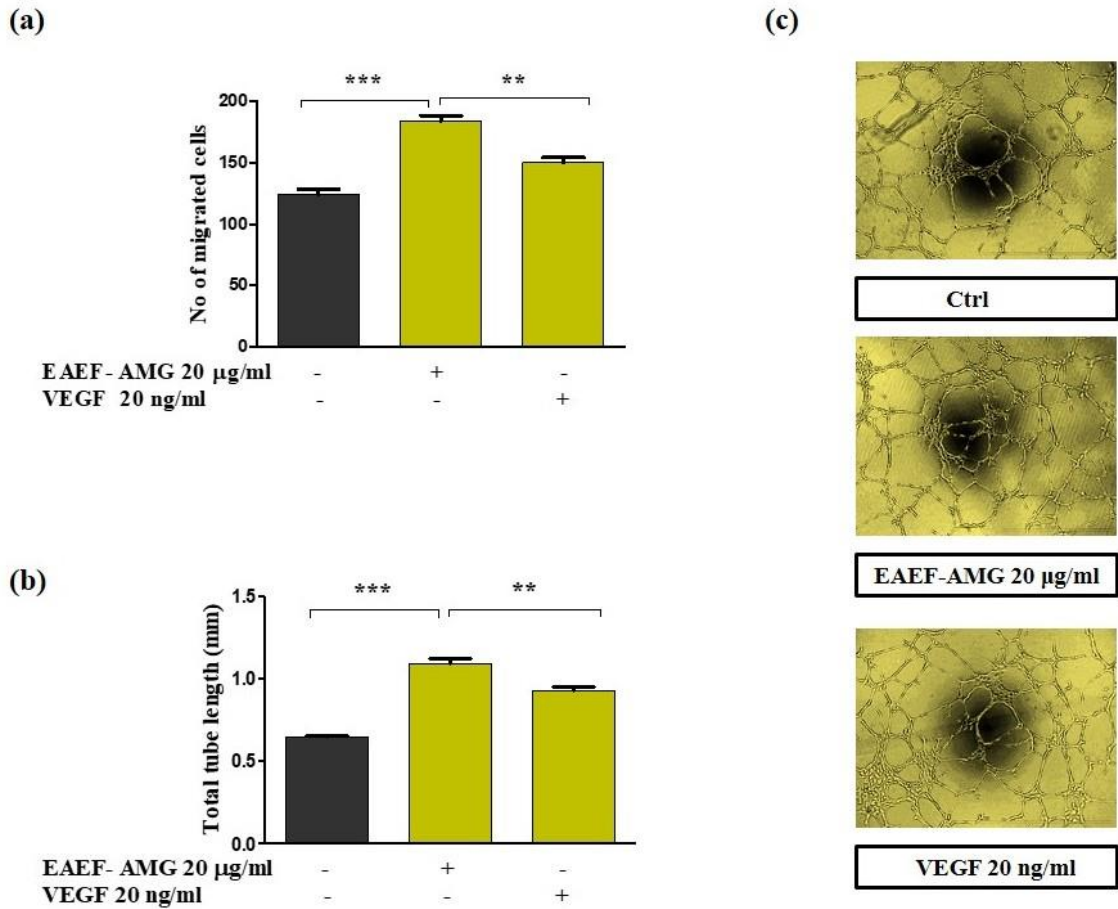 (a)
***
**
No of migrated cells
200
150
100
50
0
EAEF- AMG 20 µg/ml - + -
VEGF 20 ng/ml - - +
(b)
***
**
Total tube length (mm)
1.5
1.0
0.5
0.0
EAEF- AMG 20 µg/ml - + -
VEGF 20 ng/ml - - +
(c)
Ctrl
EAEF-AMG 20 µg/ml
VEGF 20 ng/ml